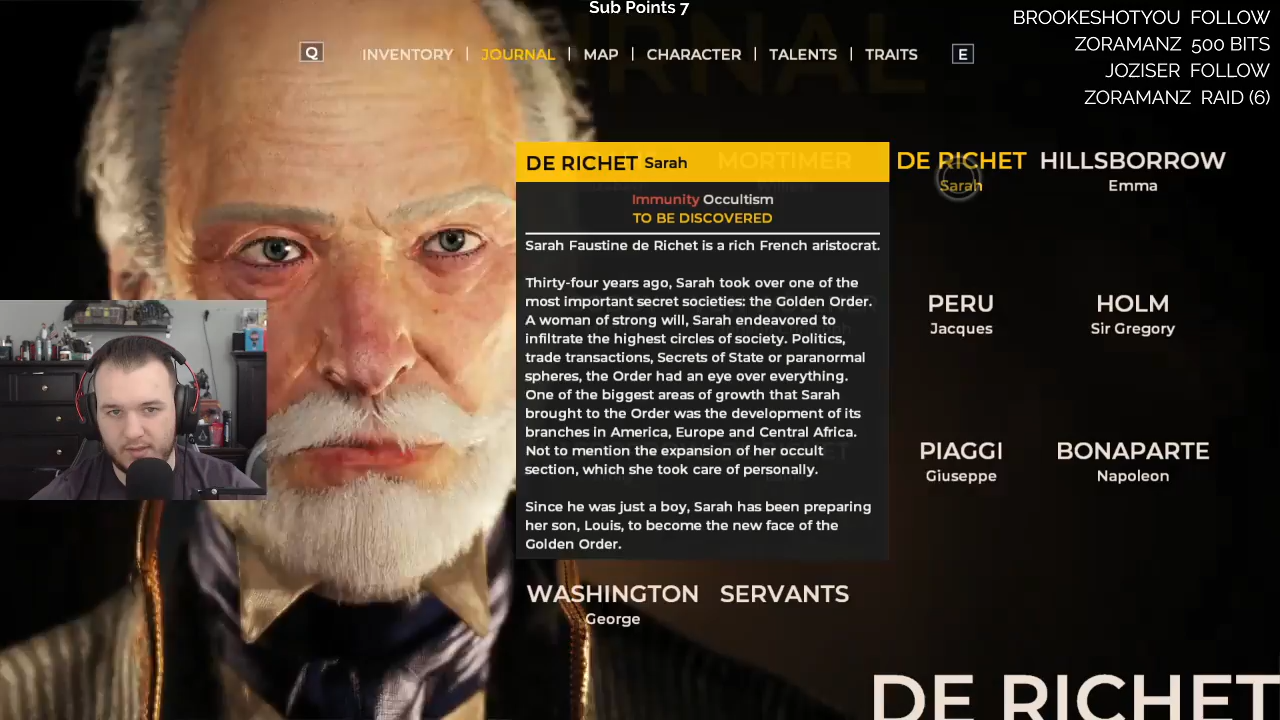 Sub Points 7
BROOKESHOTYOU FOLLOW
ZORAMANZ 500 BITS
JOZISER FOLLOW
ZORAMANZ RAID (6)
Q INVENTORY | JOURNAL | MAP | CHARACTER | TALENTS | TRAITS E
DE RICHET Sarah
MORTIMER
DE RICHET
Sarah
HILLSBORROW
Emma
Immunity Occultism
TO BE DISCOVERED
Sarah Faustine de Richet is a rich French aristocrat.
Thirty-four years ago, Sarah took over one of the
most important secret societies: the Golden Order.
A woman of strong will, Sarah endeavored to
infiltrate the highest circles of society. Politics,
trade transactions, Secrets of State or paranormal
spheres, the Order had an eye over everything.
One of the biggest areas of growth that Sarah
brought to the Order was the development of its
branches in America, Europe and Central Africa.
Not to mention the expansion of her occult
section, which she took care of personally.
Since he was just a boy, Sarah has been preparing
her son, Louis, to become the new face of the
Golden Order.
PERU
Jacques
HOLM
Sir Gregory
PIAGGI
Giuseppe
BONAPARTE
Napoleon
WASHINGTON
George
SERVANTS
DE RICHET